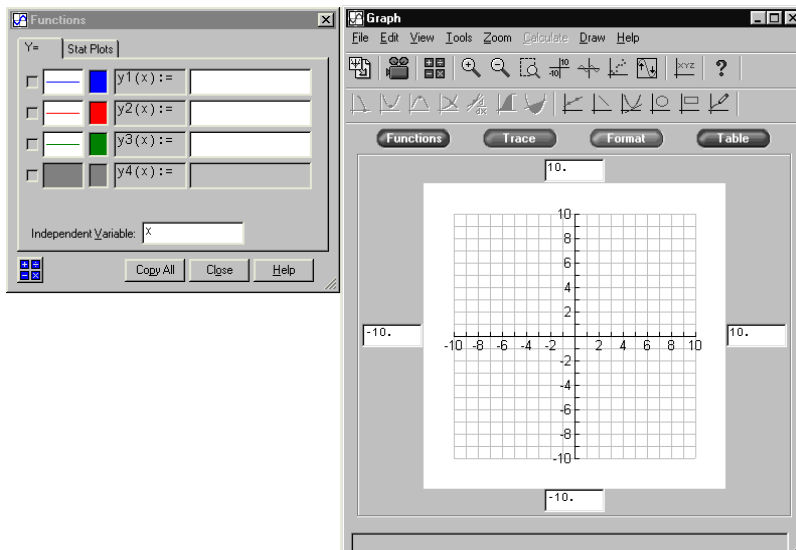 Functions
Y=
Stat Plots
y1(x):=
y2(x):=
y3(x):=
y4(x):=
Independent Variable: x
Copy All Close Help
Graph
File Edit View Tools Zoom Calculate Draw Help
XYZ ?
Functions Trace Format Table
10.
-10.
10.
10
8
6
4
2
-10 -8 -6 -4 -2 2 4 6 8 10
-2
-4
-6
-8
-10
-10.